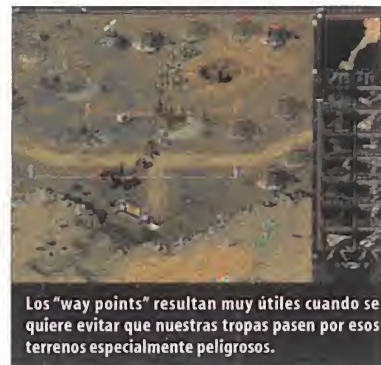 Los "way points" resultan muy útiles cuando se
quiere evitar que nuestras tropas pasen por esos
terrenos especialmente peligrosos.